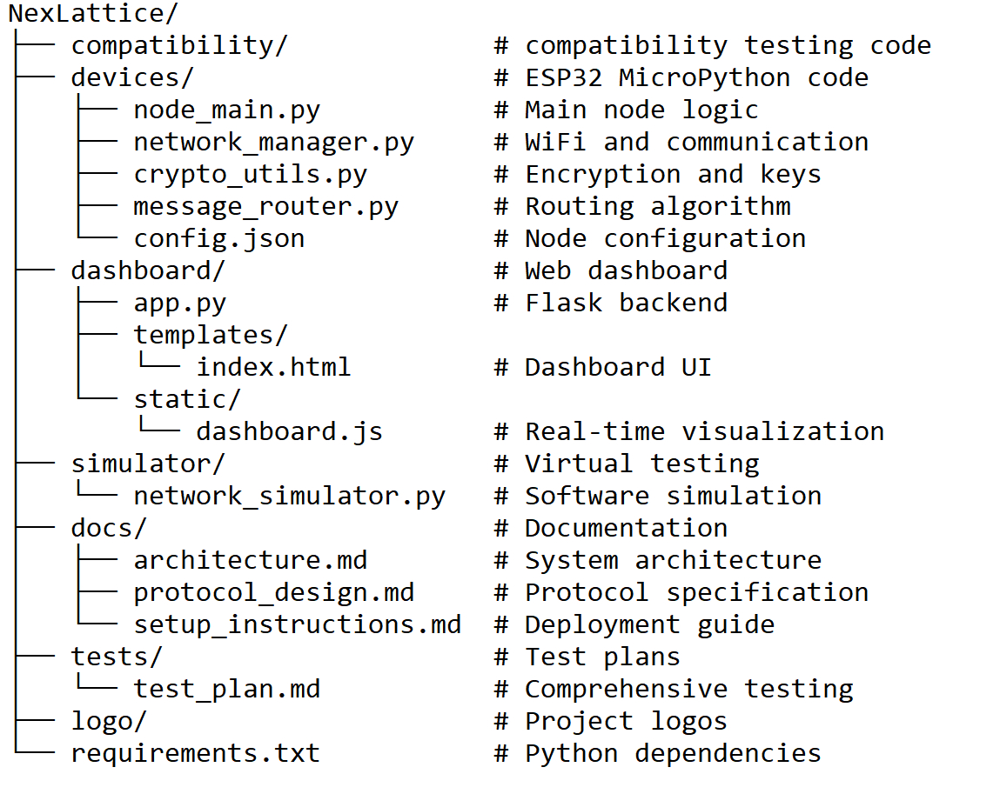 NexLattice/
├── compatibility/             # compatibility testing code
├── devices/                   # ESP32 MicroPython code
│   ├── node_main.py           # Main node logic
│   ├── network_manager.py     # WiFi and communication
│   ├── crypto_utils.py        # Encryption and keys
│   ├── message_router.py      # Routing algorithm
│   └── config.json            # Node configuration
├── dashboard/                 # Web dashboard
│   ├── app.py                 # Flask backend
│   ├── templates/
│   │   └── index.html         # Dashboard UI
│   └── static/
│       └── dashboard.js       # Real-time visualization
├── simulator/                 # Virtual testing
│   └── network_simulator.py   # Software simulation
├── docs/                      # Documentation
│   ├── architecture.md        # System architecture
│   ├── protocol_design.md     # Protocol specification
│   └── setup_instructions.md  # Deployment guide
├── tests/                     # Test plans
│   └── test_plan.md           # Comprehensive testing
├── logo/                      # Project logos
└── requirements.txt           # Python dependencies